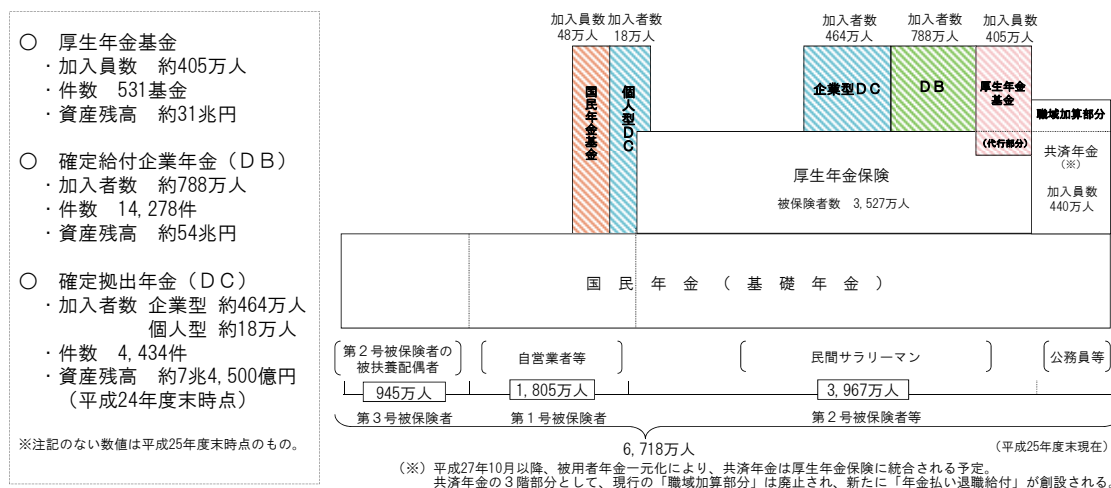 ○ 厚生年金基金
・加入員数 約405万人
・件数 531基金
・資産残高 約31兆円
○ 確定給付企業年金(DB)
・加入者数 約788万人
・件数 14,278件
・資産残高 約54兆円
○ 確定拠出年金(DC)
・加入者数 企業型 約464万人
個人型 約18万人
・件数 4,434件
・資産残高 約7兆4,500億円
(平成24年度末時点)
※注記のない数値は平成25年度末時点のもの。
加入員数
48万人
加入者数
18万人
加入者数
464万人
加入者数
788万人
加入員数
405万人
国民年金基金
個人型DC
企業型DC
DB
厚生年金
基金
(代行部分)
職域加算部分
共済年金
(※)
加入員数
440万人
厚生年金保険
被保険者数 3,527万人
国民年金(基礎年金)
第2号被保険者の
被扶養配偶者
自営業者等
民間サラリーマン
公務員等
945万人
1,805万人
3,967万人
第3号被保険者
第1号被保険者
第2号被保険者等
6,718万人
(平成25年度末現在)
(※) 平成27年10月以降、被用者年金一元化により、共済年金は厚生年金保険に統合される予定。
共済年金の3階部分として、現行の「職域加算部分」は廃止され、新たに「年金払い退職給付」が創設される。